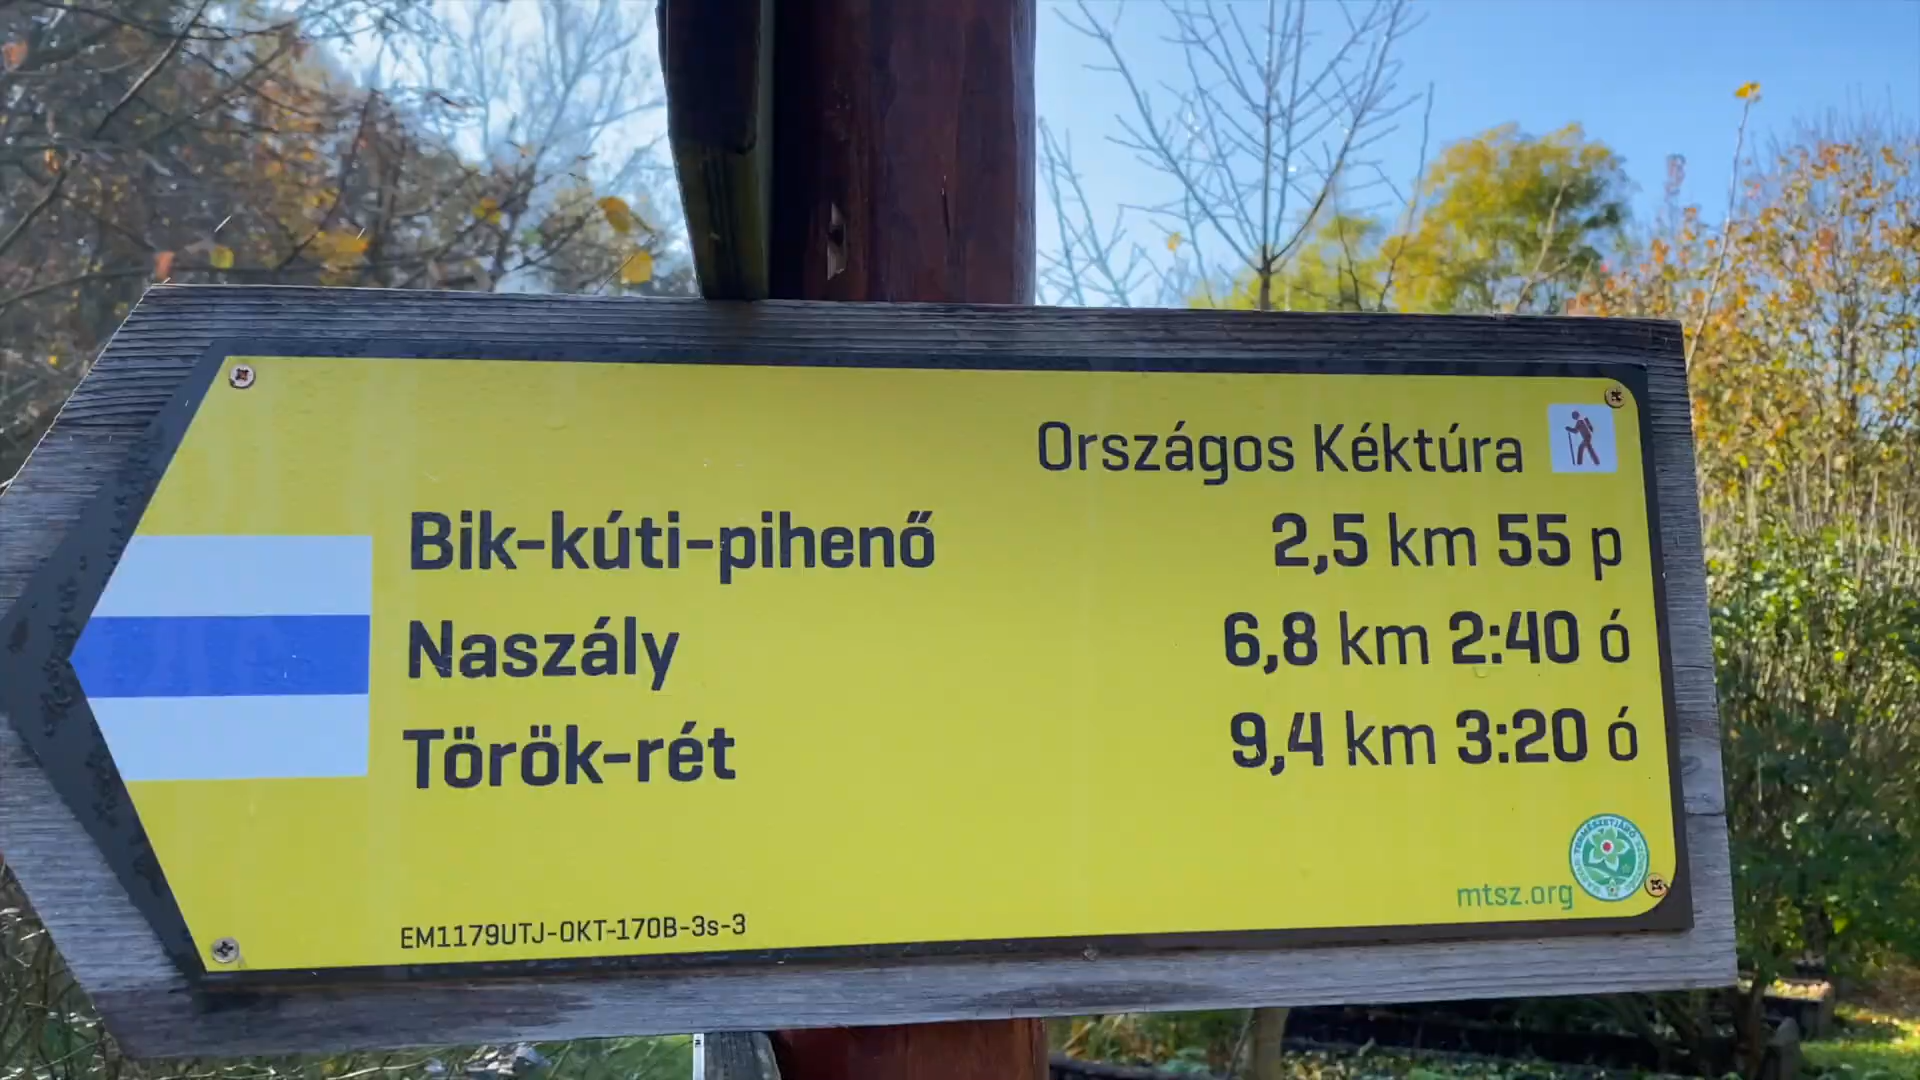 Országos Kéktúra
Bik-kúti-pihenő 2,5 km 55 p
Naszály 6,8 km 2:40 ó
Török-rét 9,4 km 3:20 ó
mtsz.org
EM1179UTJ-OKT-170B-3s-3